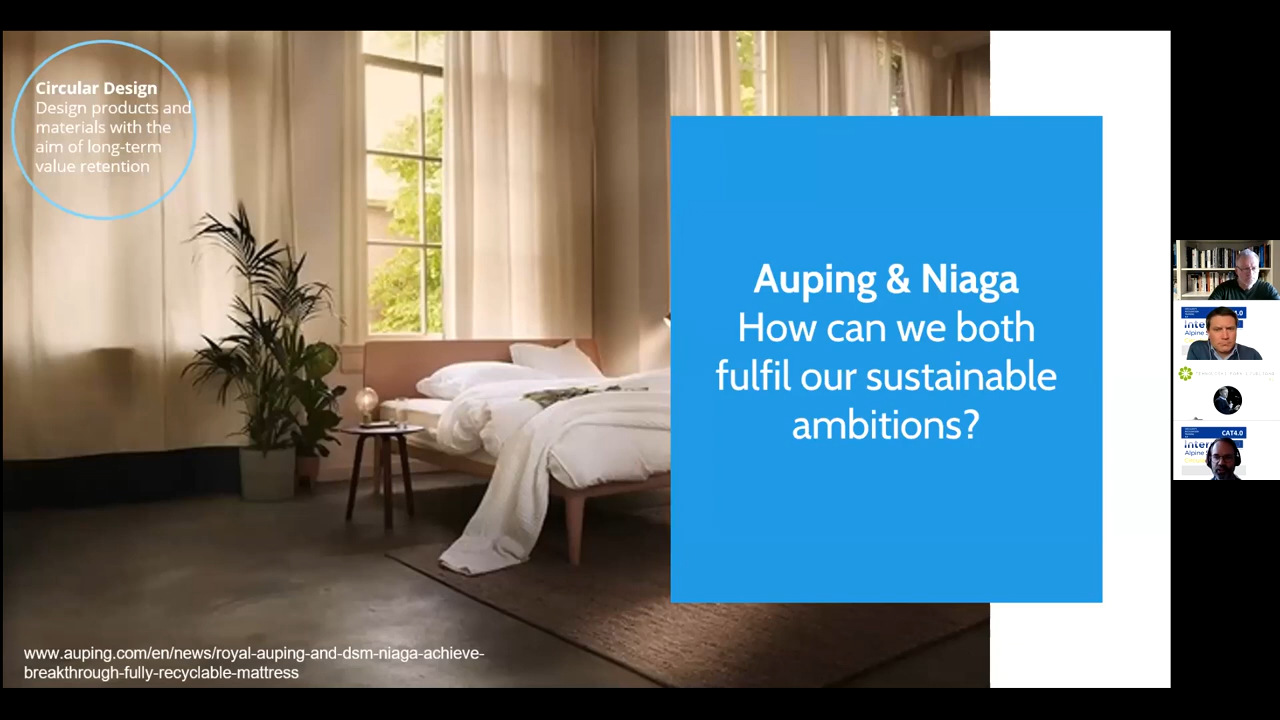 Circular Design
Design products and
materials with the
aim of long-term
value retention
Auping & Niaga
How can we both
fulfil our sustainable
ambitions?
www.auping.com/en/news/royal-auping-and-dsm-niaga-achieve-
breakthrough-fully-recyclable-mattress
CAT4.0